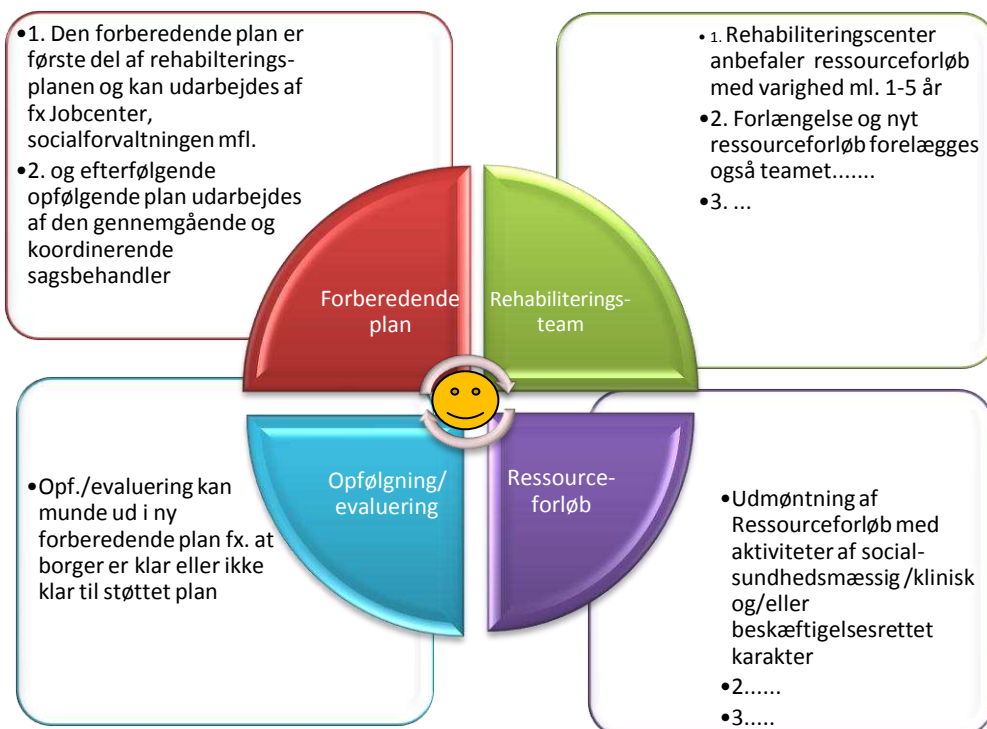 •1. Den forberedende plan er
første del af rehabilterings-
planen og kan udarbejdes af
fx Jobcenter,
socialforvaltningen mfl.
•2. og efterfølgende
opfølgende plan udarbejdes
af den gennemgående og
koordinerende
sagsbehandler
• 1. Rehabiliteringscenter
anbefaler ressourceforløb
med varighed ml. 1-5 år
•2. Forlængelse og nyt
ressourceforløb forelægges
også teamet.......
•3. ...
Forberedende
plan
Rehabiliterings-
team
Opfølgning/
evaluering
Ressource-
forløb
•Opf./evaluering kan
munde ud i ny
forberedende plan fx. at
borger er klar eller ikke
klar til støttet plan
•Udmøntning af
Ressourceforløb med
aktiviteter af social-
sundhedsmæssig /klinisk
og/eller
beskæftigelsesrettet
karakter
•2......
•3.....